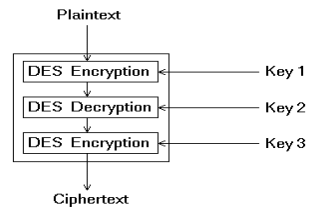 Plaintext
DES Encryption
Key 1
DES Decryption
Key 2
DES Encryption
Key 3
Ciphertext